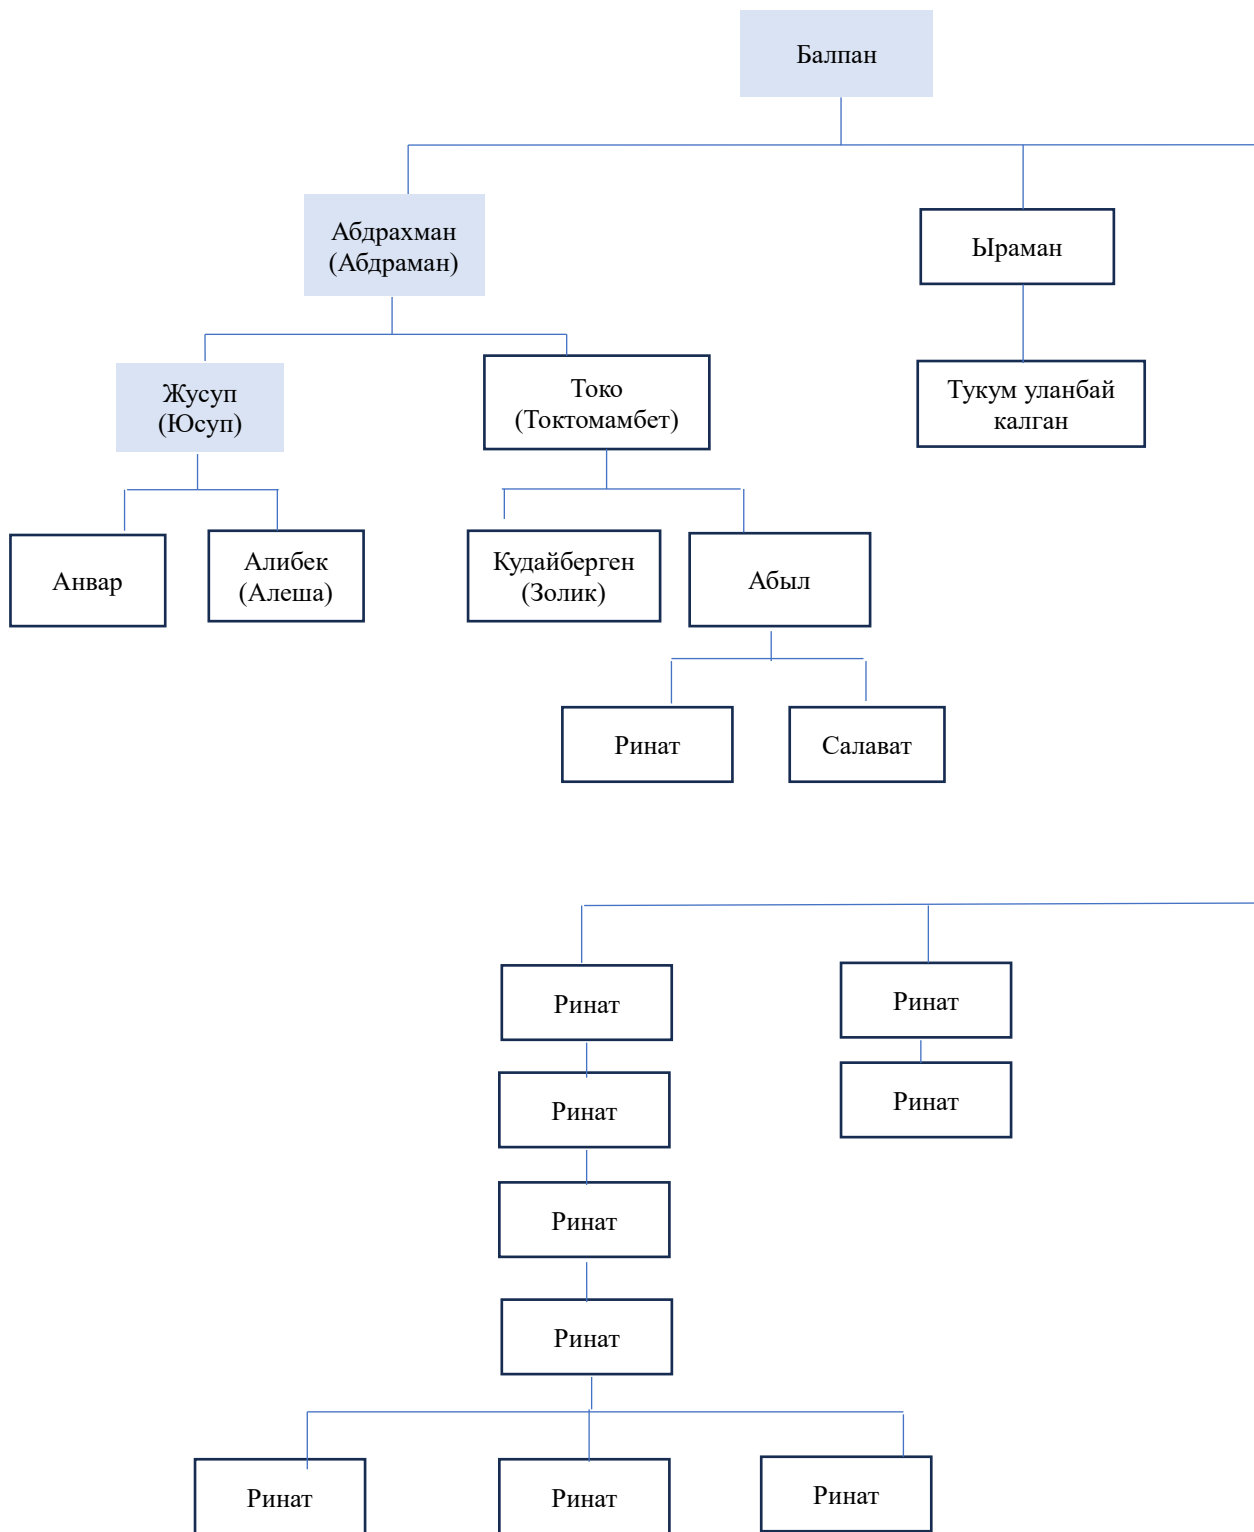 Балпан
Абдрахман
(Абдраман)
Ыраман
Жусуп
(Юсуп)
Токо
(Токтомамбет)
Тукум уланбай
калган
Анвар
Алибек
(Алеша)
Кудайберген
(Золик)
Абыл
Ринат
Салават
Ринат
Ринат
Ринат
Ринат
Ринат
Ринат
Ринат
Ринат
Ринат